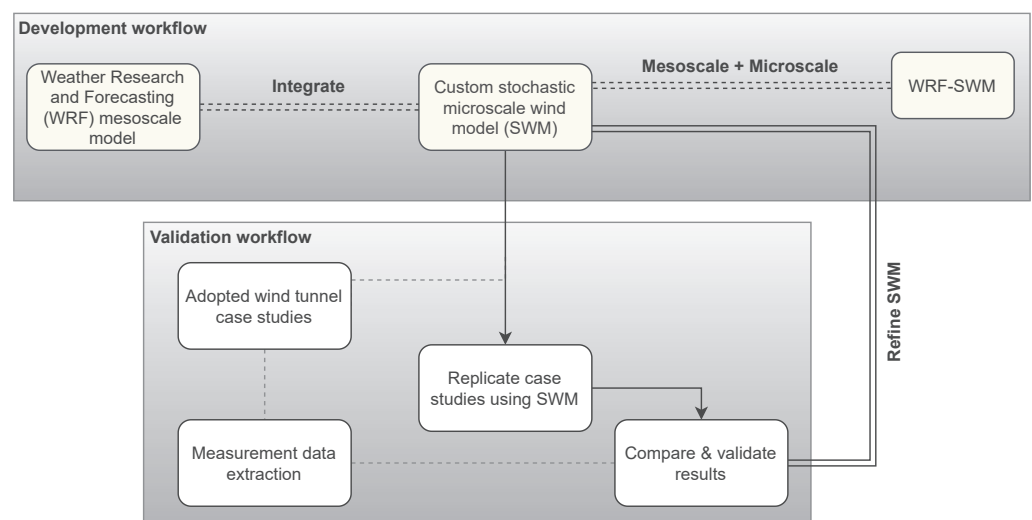 Development workflow
Weather Research
and Forecasting
(WRF) mesoscale
model
Integrate
Custom stochastic
microscale wind
model (SWM)
Mesoscale + Microscale
WRF-SWM
Validation workflow
Adopted wind tunnel
case studies
Replicate case
studies using SWM
Measurement data
extraction
Compare & validate
results
Refine SWM